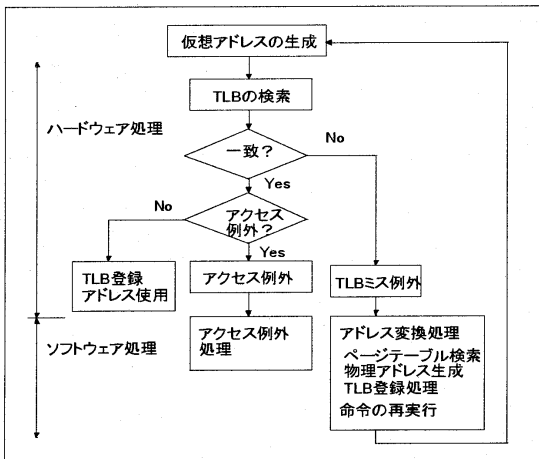 仮想アドレスの生成
TLBの検索
ハードウェア処理
一致？
No
Yes
No
アクセス
例外？
Yes
TLB登録
アドレス使用
アクセス例外
TLBミス例外
ソフトウェア処理
アクセス例外
処理
アドレス変換処理
ページテーブル検索
物理アドレス生成
TLB登録処理
命令の再実行